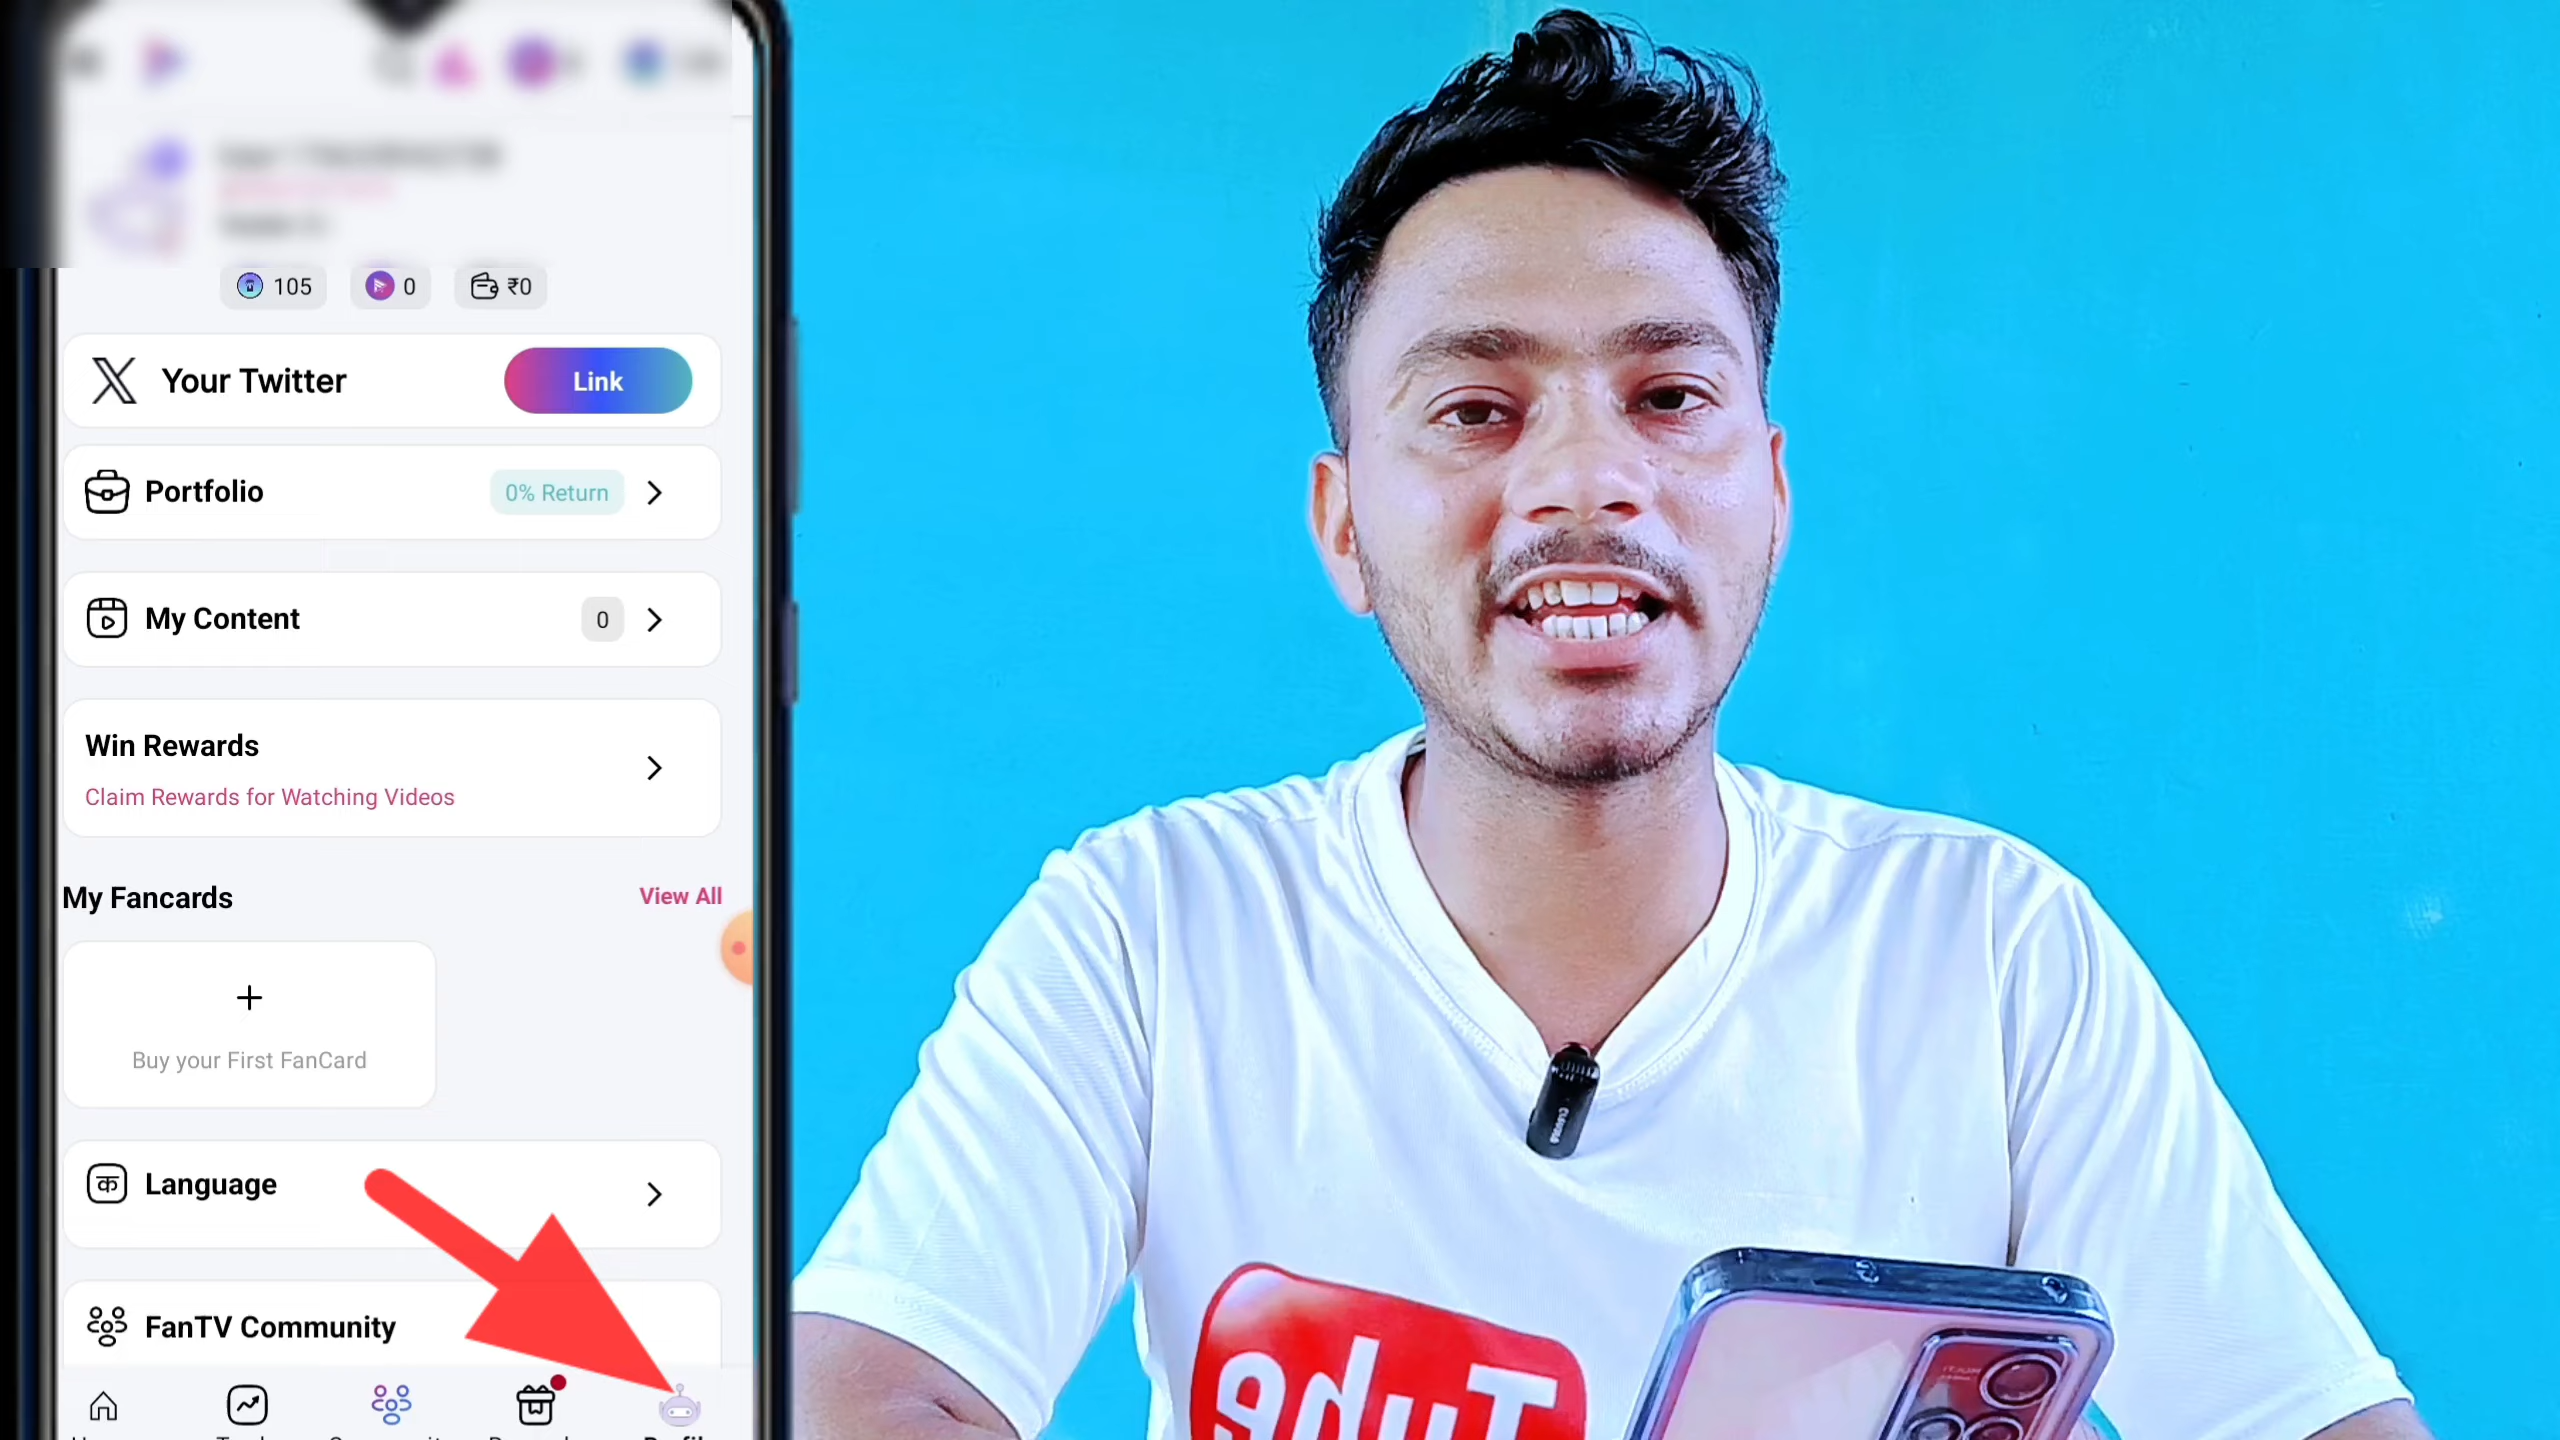 105
0
₹0
Your Twitter
Link
Portfolio
0% Return
My Content
0
Win Rewards
Claim Rewards for Watching Videos
My Fancards
View All
+
Buy your First FanCard
क
Language
FanTV Community
Tube